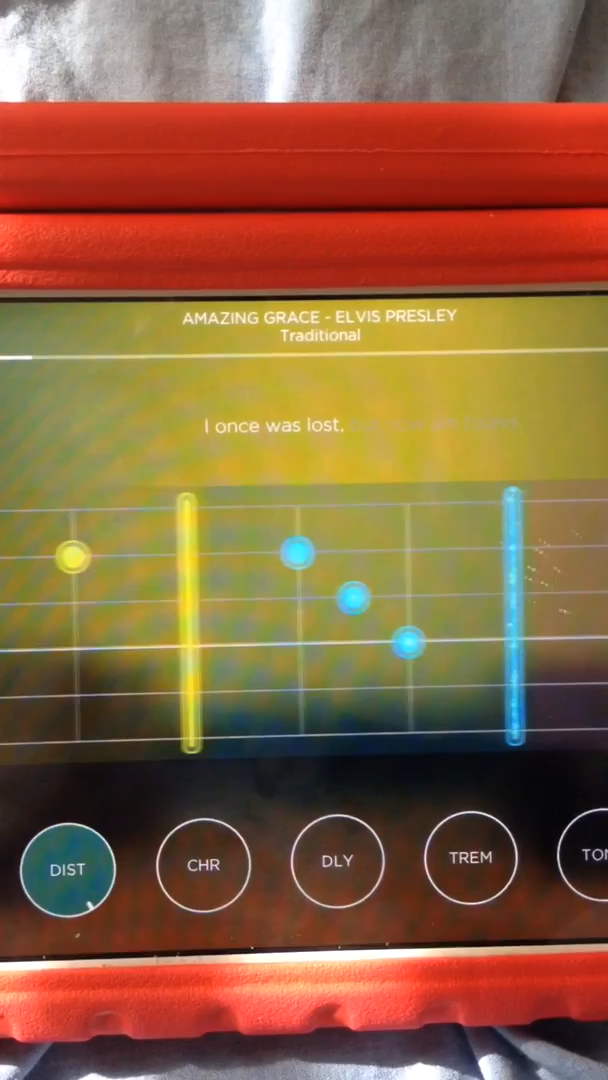 AMAZING GRACE - ELVIS PRESLEY
Traditional
I once was lost,
DIST
CHR
DLY
TREM